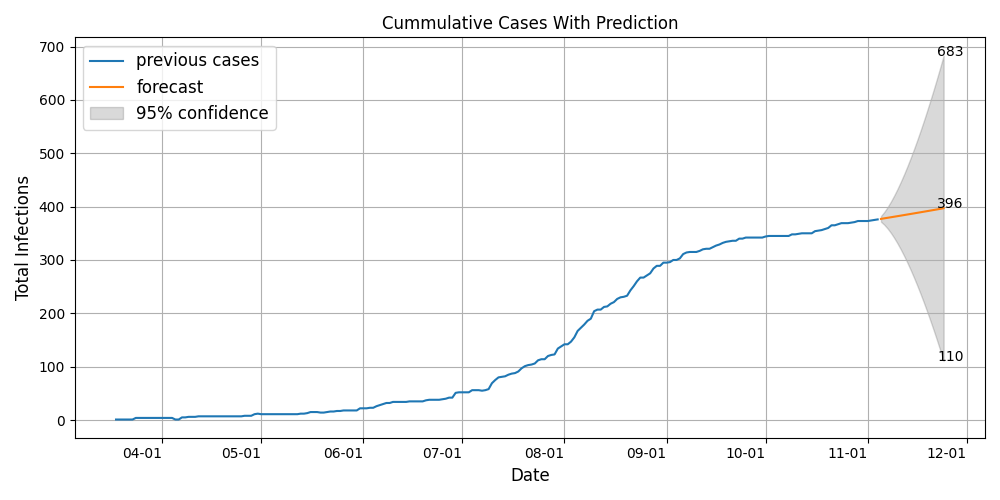 Cummulative Cases With Prediction
700
600
500
400
300
200
100
0
Total Infections
previous cases
forecast
95% confidence
683
396
110
04-01 05-01 06-01 07-01 08-01 09-01 10-01 11-01 12-01
Date